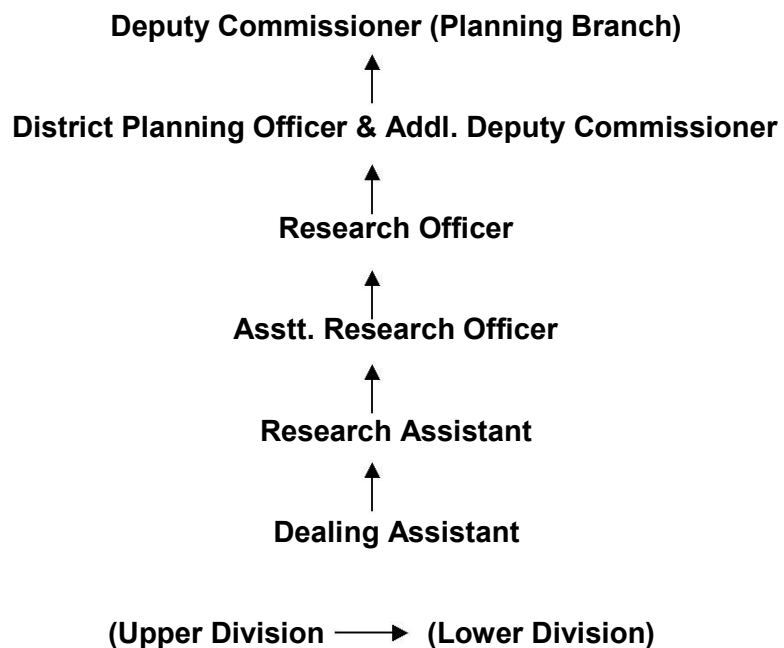 Deputy Commissioner (Planning Branch)
District Planning Officer & Addl. Deputy Commissioner
Research Officer
Asstt. Research Officer
Research Assistant
Dealing Assistant
(Upper Division → (Lower Division)